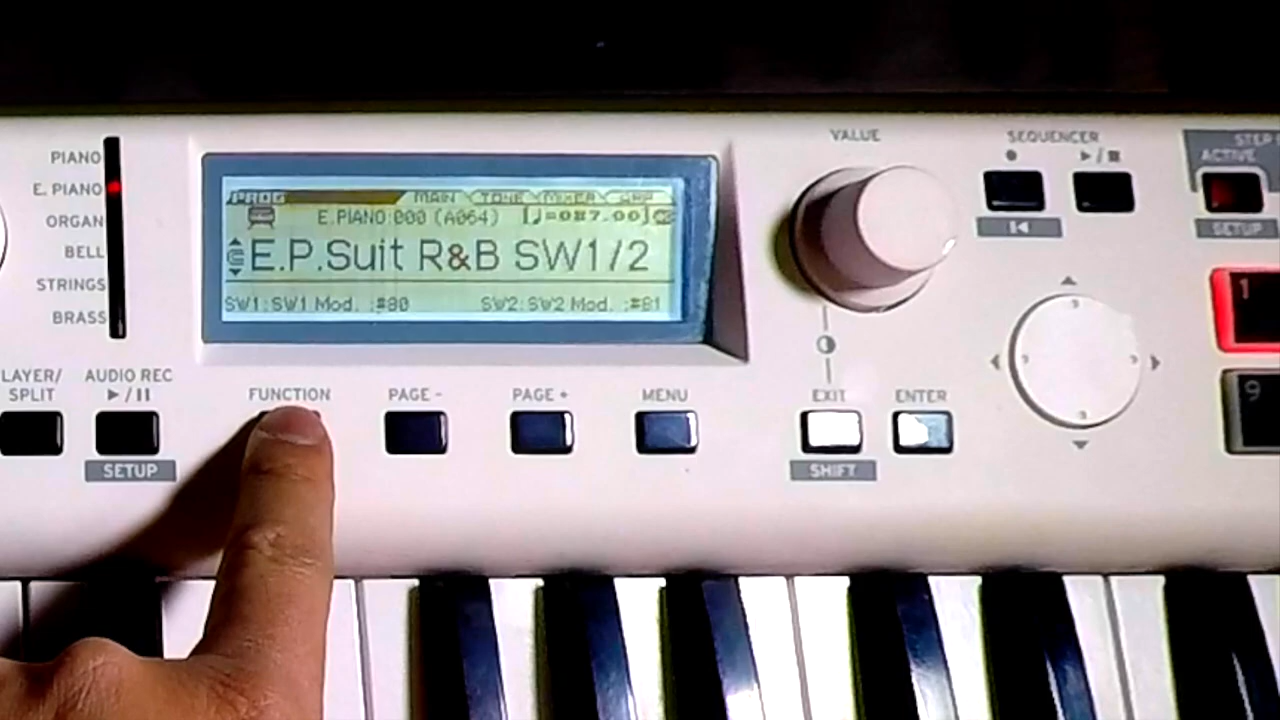 PIANO
E. PIANO
ORGAN
BELL
STRINGS
BRASS
PROG MAIN TONE MIXER ARP
E.PIANO:000 (A064) [♩=087.00]
E.P.Suit R&B SW1/2
SW1:SW1 Mod. :#80 SW2:SW2 Mod. :#81
VALUE
SEQUENCER
STEP
ACTIVE
SETUP
LAYER/
SPLIT
AUDIO REC
SETUP
FUNCTION
PAGE -
PAGE +
MENU
EXIT
SHIFT
ENTER
1
9